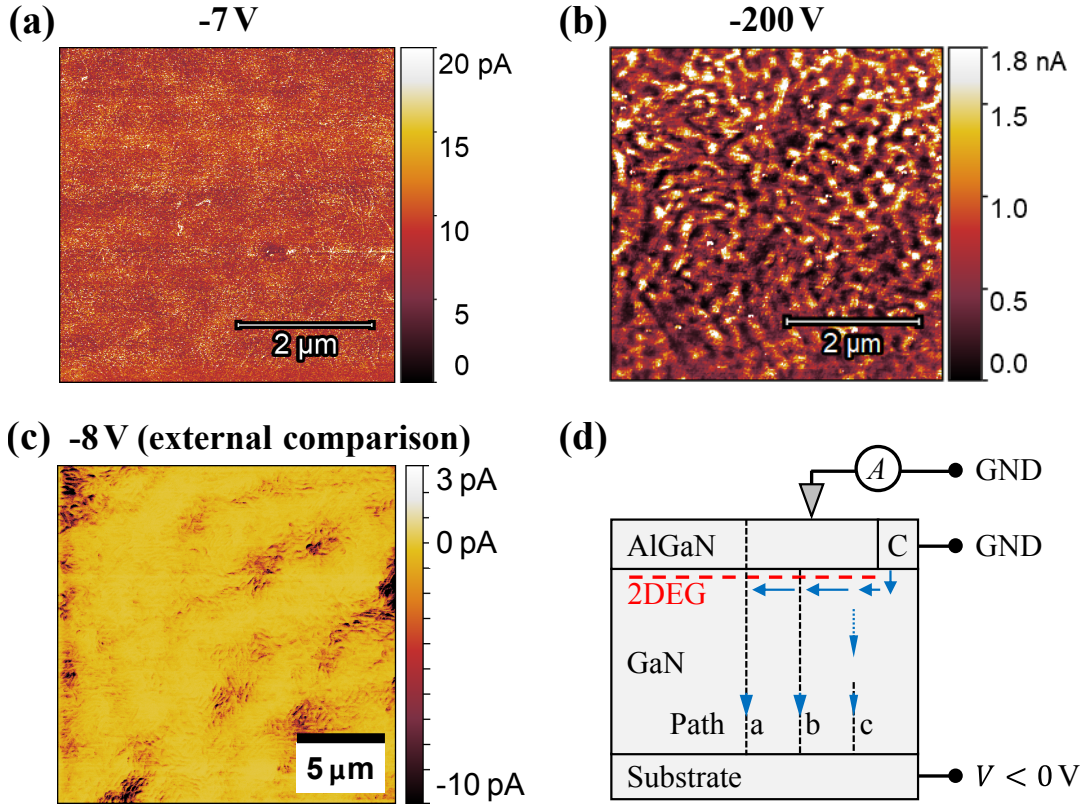 (a)
-7 V
20 pA
15
10
5
0
2 μm
(b)
-200 V
1.8 nA
1.5
1.0
0.5
0.0
2 μm
(c)
-8 V (external comparison)
3 pA
0 pA
-10 pA
5 μm
(d)
A
GND
AlGaN
C
GND
2DEG
GaN
Path
a
b
c
Substrate
V < 0 V